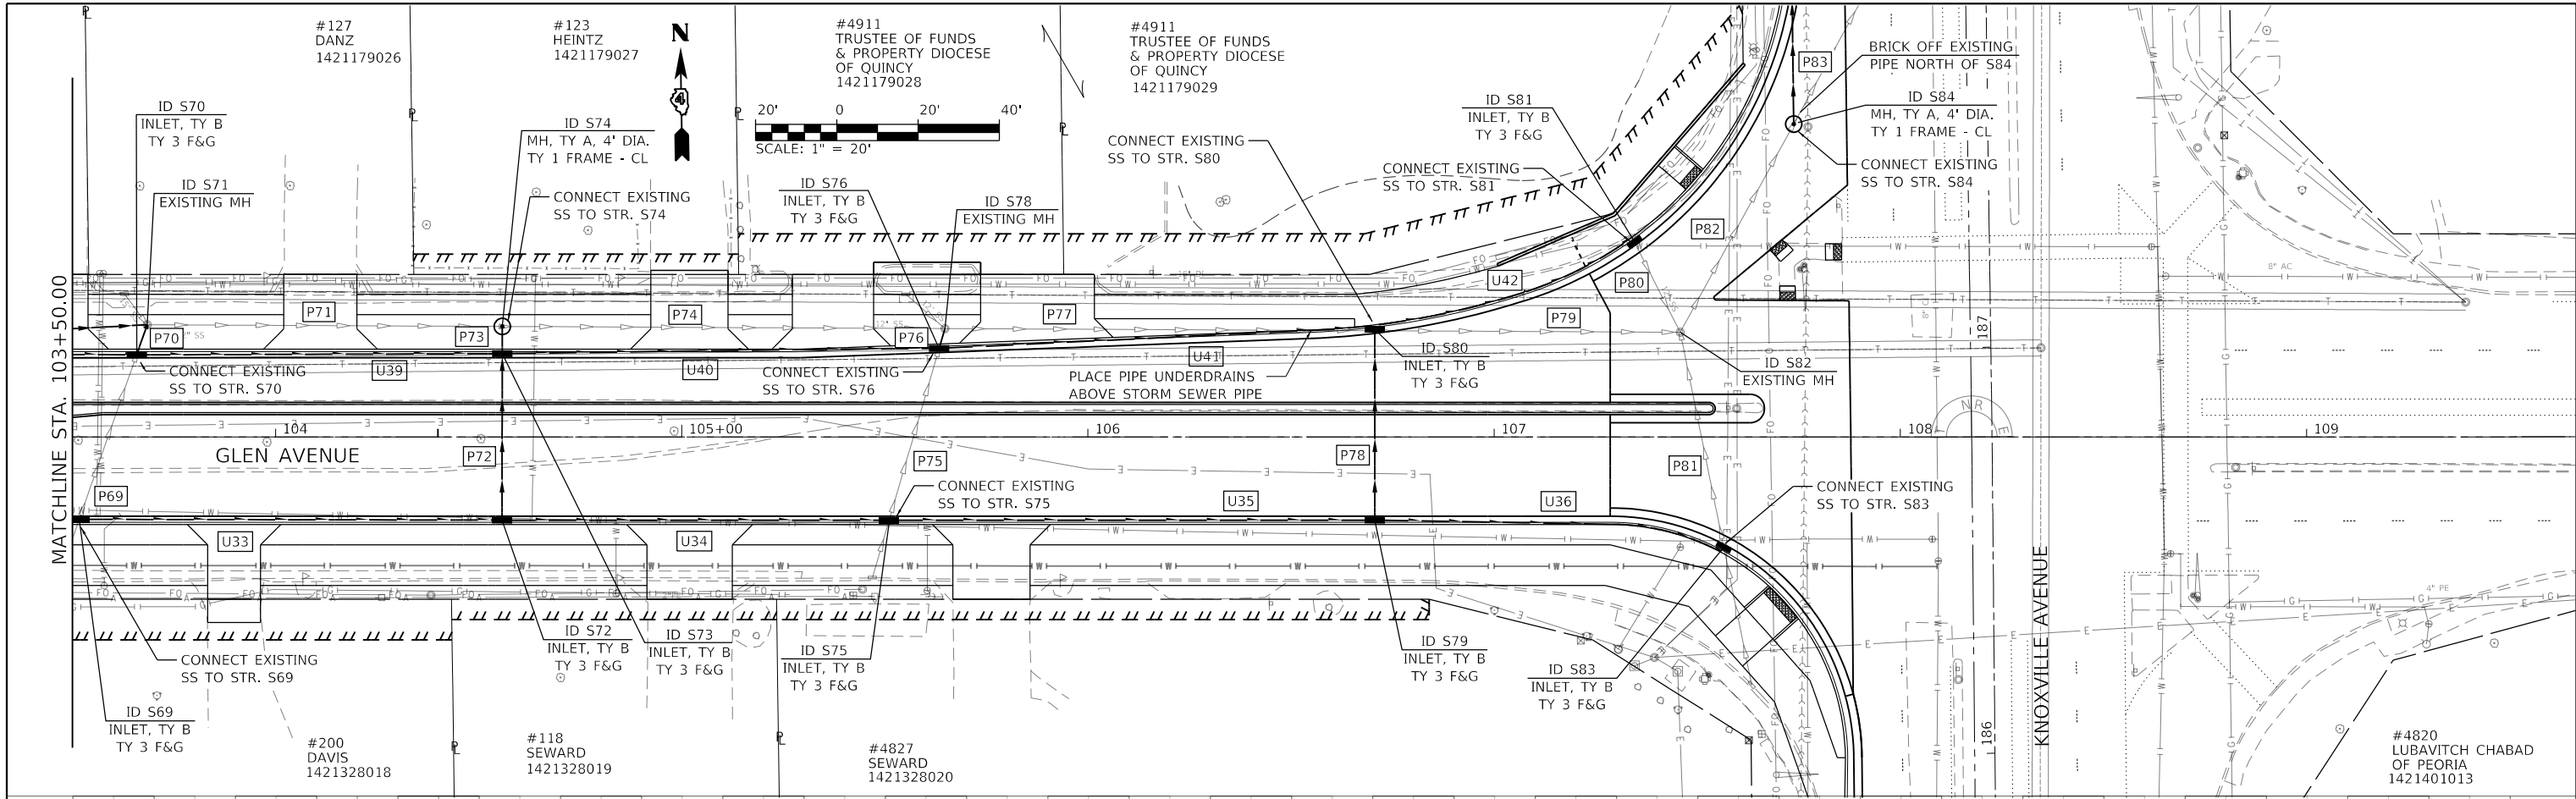 #127
DANZ
1421179026
#123
HEINTZ
1421179027
N
4
#4911
TRUSTEE OF FUNDS
& PROPERTY DIOCESE
OF QUINCY
1421179028
#4911
TRUSTEE OF FUNDS
& PROPERTY DIOCESE
OF QUINCY
1421179029
20' 0 20' 40'
SCALE: 1" = 20'
ID S70
INLET, TY B
TY 3 F&G
ID S71
EXISTING MH
ID S74
MH, TY A, 4' DIA.
TY 1 FRAME - CL
CONNECT EXISTING
SS TO STR. S74
ID S76
INLET, TY B
TY 3 F&G
ID S78
EXISTING MH
CONNECT EXISTING
SS TO STR. S80
ID S81
INLET, TY B
TY 3 F&G
CONNECT EXISTING
SS TO STR. S81
P83
BRICK OFF EXISTING
PIPE NORTH OF S84
ID S84
MH, TY A, 4' DIA.
TY 1 FRAME - CL
CONNECT EXISTING
SS TO STR. S84
P82
P80
U42
P79
P77
P76
P74
P73
P71
P70
12" SS
8" AC
MATCHLINE STA. 103+50.00
CONNECT EXISTING
SS TO STR. S70
U39
U40
CONNECT EXISTING
SS TO STR. S76
U41
PLACE PIPE UNDERDRAINS
ABOVE STORM SEWER PIPE
ID S80
INLET, TY B
TY 3 F&G
ID S82
EXISTING MH
187
104
105+00
106
107
108
109
GLEN AVENUE
P69
P72
P75
P78
P81
CONNECT EXISTING
SS TO STR. S75
U35
U36
CONNECT EXISTING
SS TO STR. S83
U33
U34
4" PE
KNOXVILLE AVENUE
186
CONNECT EXISTING
SS TO STR. S69
ID S69
INLET, TY B
TY 3 F&G
ID S72
INLET, TY B
TY 3 F&G
ID S73
INLET, TY B
TY 3 F&G
ID S75
INLET, TY B
TY 3 F&G
ID S79
INLET, TY B
TY 3 F&G
ID S83
INLET, TY B
TY 3 F&G
#200
DAVIS
1421328018
#118
SEWARD
1421328019
#4827
SEWARD
1421328020
#4820
LUBAVITCH CHABAD
OF PEORIA
1421401013